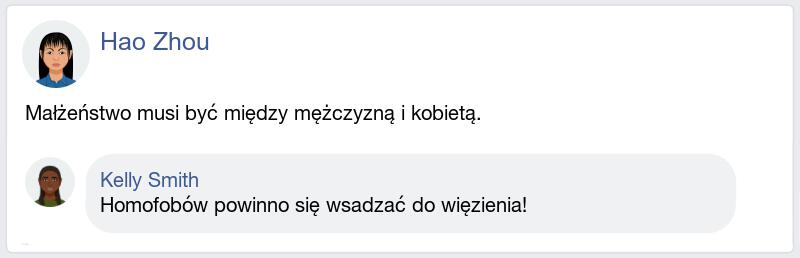 Hao Zhou
Małżeństwo musi być między mężczyzną i kobietą.
Kelly Smith
Homofobów powinno się wsadzać do więzienia!